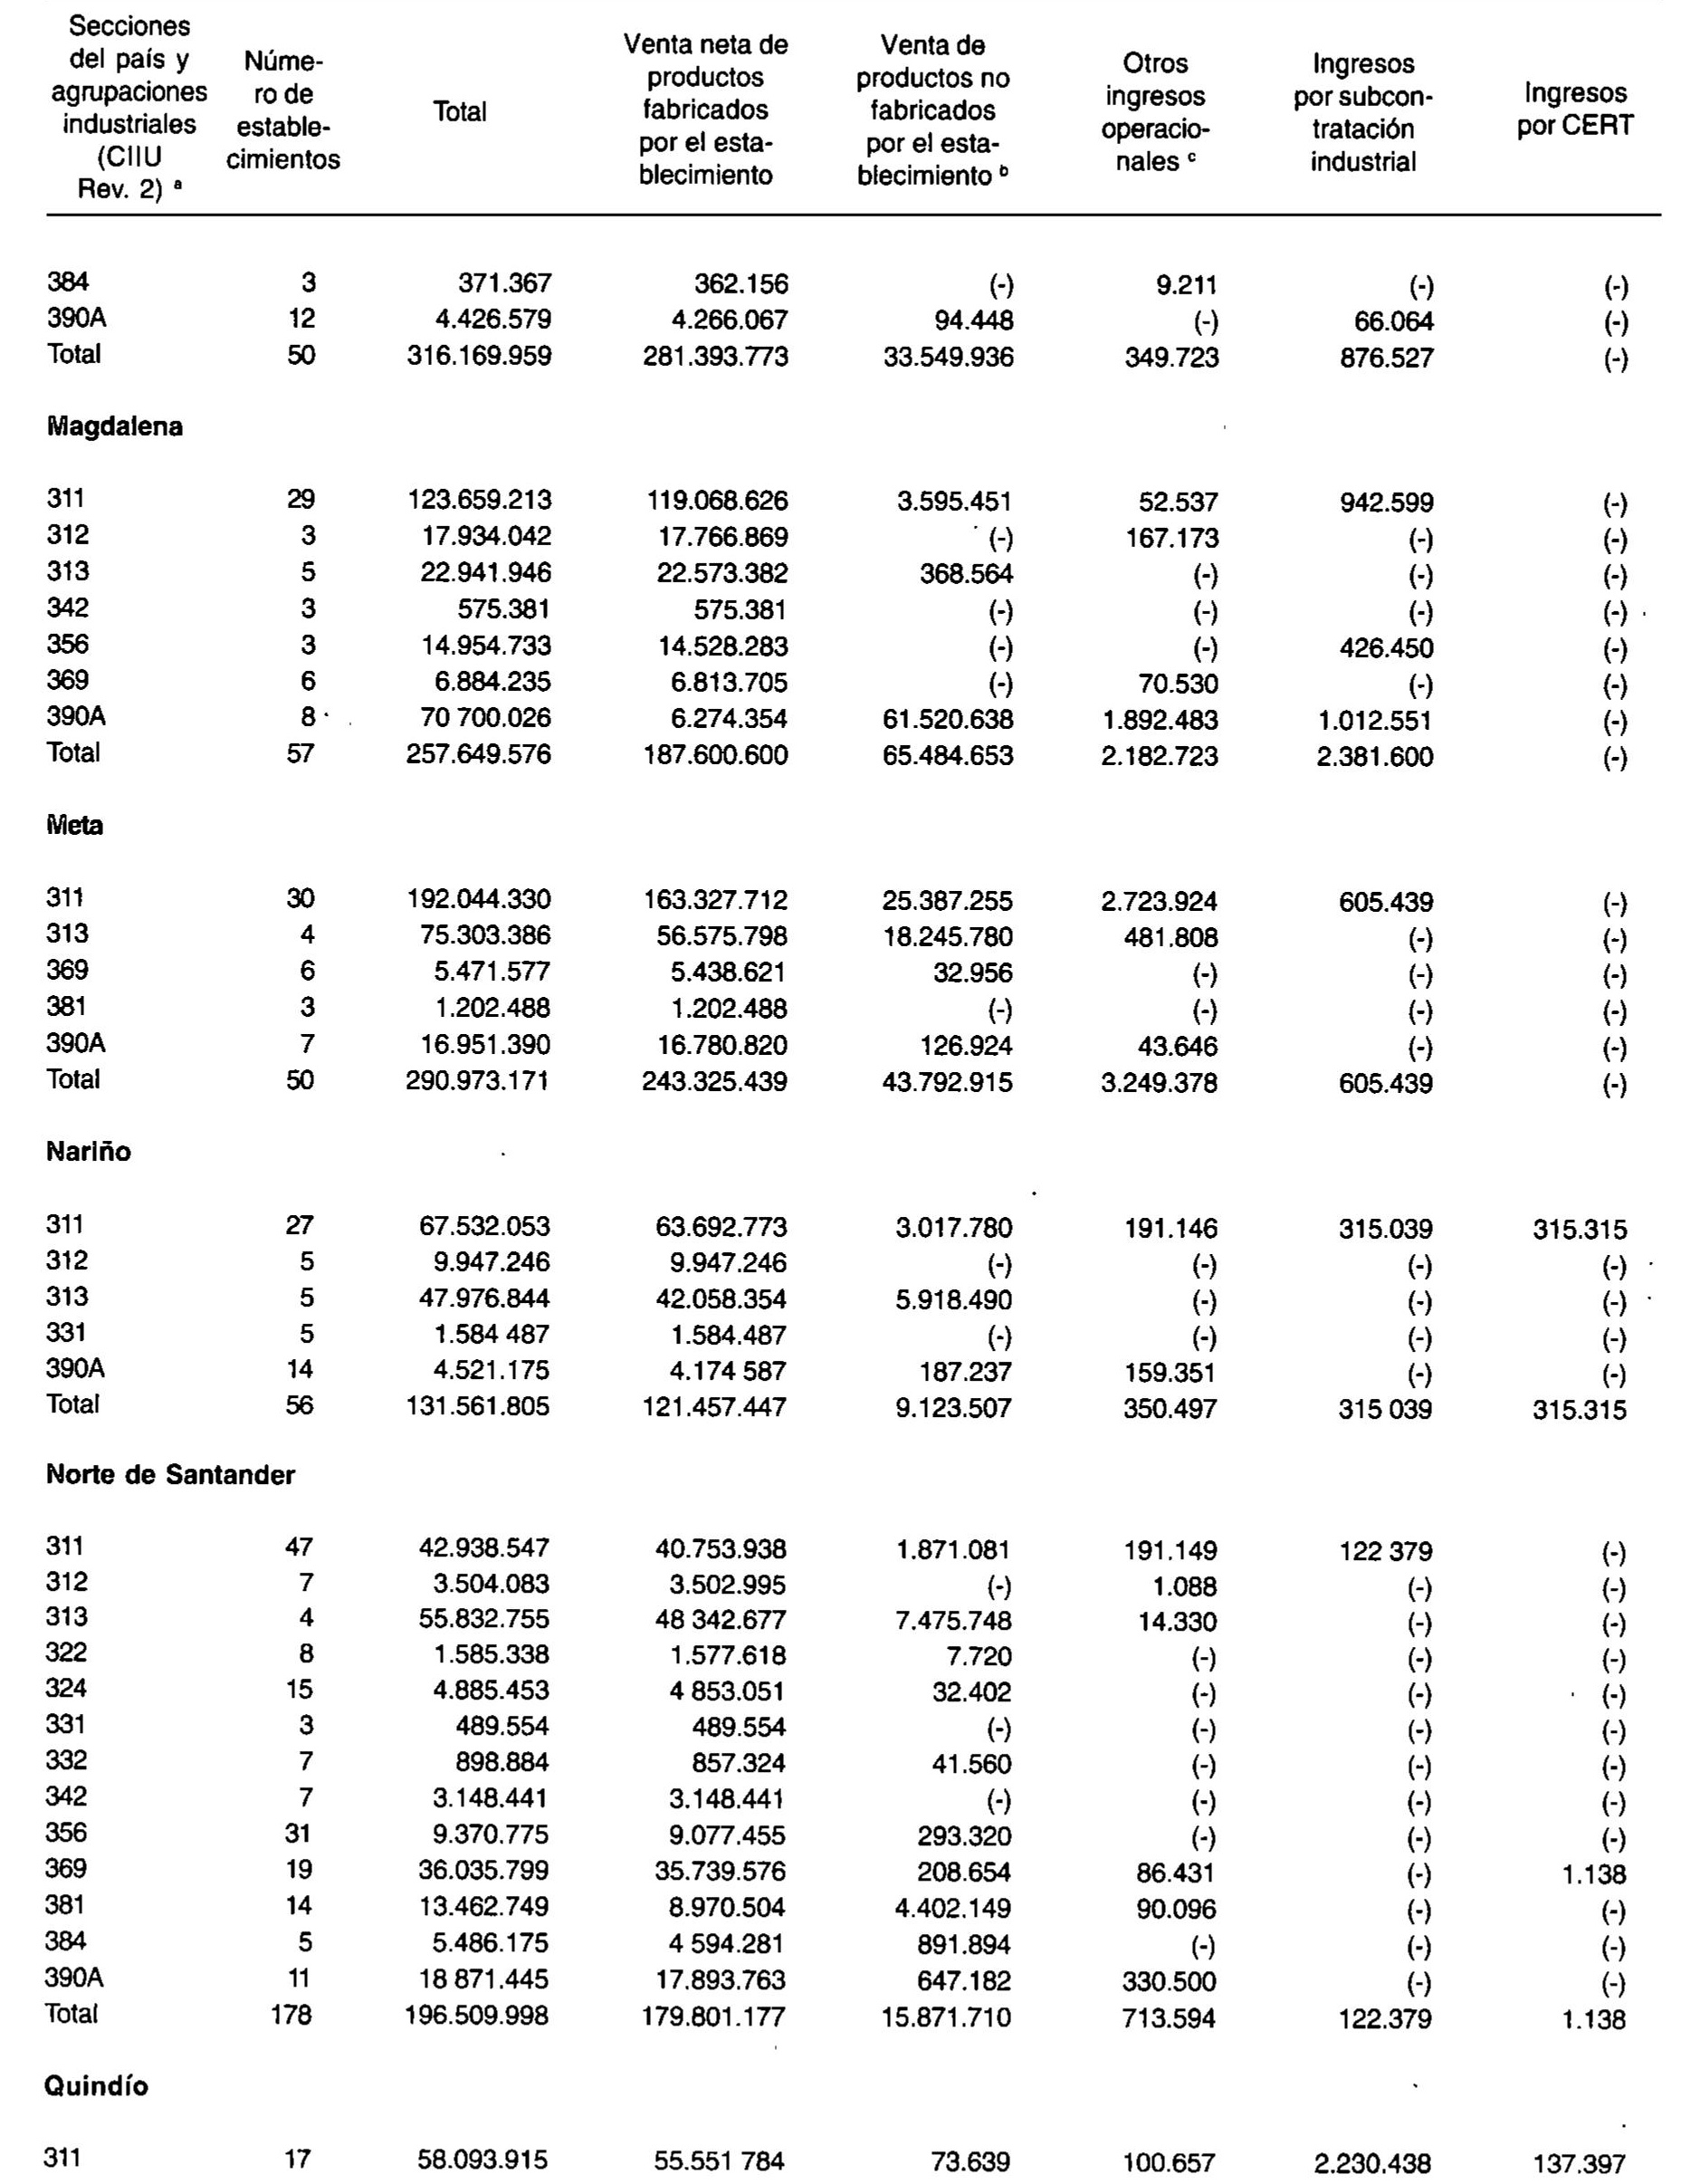 Secciones del país y agrupaciones industriales (CIIU Rev. 2) a Núme- ro de estable- cimientos Total Venta neta de productos fabricados por el esta- blecimiento Venta de productos no fabricados por el esta- blecimiento b Otros ingresos operacio- nales c Ingresos por subcon- tratación industrial Ingresos por CERT
384 3 371.367 362.156 (-) 9.211 (-) (-)
390A 12 4.426.579 4.266.067 94.448 (-) 66.064 (-)
Total 50 316.169.959 281.393.773 33.549.936 349.723 876.527 (-)
Magdalena
311 29 123.659.213 119.068.626 3.595.451 52.537 942.599 (-)
312 3 17.934.042 17.766.869 (-) 167.173 (-) (-)
313 5 22.941.946 22.573.382 368.564 (-) (-) (-)
342 3 575.381 575.381 (-) (-) (-) (-)
356 3 14.954.733 14.528.283 (-) (-) 426.450 (-)
369 6 6.884.235 6.813.705 (-) 70.530 (-) (-)
390A 8 70 700.026 6.274.354 61.520.638 1.892.483 1.012.551 (-)
Total 57 257.649.576 187.600.600 65.484.653 2.182.723 2.381.600 (-)
Meta
311 30 192.044.330 163.327.712 25.387.255 2.723.924 605.439 (-)
313 4 75.303.386 56.575.798 18.245.780 481.808 (-) (-)
369 6 5.471.577 5.438.621 32.956 (-) (-) (-)
381 3 1.202.488 1.202.488 (-) (-) (-) (-)
390A 7 16.951.390 16.780.820 126.924 43.646 (-) (-)
Total 50 290.973.171 243.325.439 43.792.915 3.249.378 605.439 (-)
Nariño
311 27 67.532.053 63.692.773 3.017.780 191.146 315.039 315.315
312 5 9.947.246 9.947.246 (-) (-) (-) (-)
313 5 47.976.844 42.058.354 5.918.490 (-) (-) (-)
331 5 1.584 487 1.584.487 (-) (-) (-) (-)
390A 14 4.521.175 4.174 587 187.237 159.351 (-) (-)
Total 56 131.561.805 121.457.447 9.123.507 350.497 315 039 315.315
Norte de Santander
311 47 42.938.547 40.753.938 1.871.081 191.149 122 379 (-)
312 7 3.504.083 3.502.995 (-) 1.088 (-) (-)
313 4 55.832.755 48 342.677 7.475.748 14.330 (-) (-)
322 8 1.585.338 1.577.618 7.720 (-) (-) (-)
324 15 4.885.453 4 853.051 32.402 (-) (-) (-)
331 3 489.554 489.554 (-) (-) (-) (-)
332 7 898.884 857.324 41.560 (-) (-) (-)
342 7 3.148.441 3.148.441 (-) (-) (-) (-)
356 31 9.370.775 9.077.455 293.320 (-) (-) (-)
369 19 36.035.799 35.739.576 208.654 86.431 (-) 1.138
381 14 13.462.749 8.970.504 4.402.149 90.096 (-) (-)
384 5 5.486.175 4 594.281 891.894 (-) (-) (-)
390A 11 18 871.445 17.893.763 647.182 330.500 (-) (-)
Total 178 196.509.998 179.801.177 15.871.710 713.594 122.379 1.138
Quindío
311 17 58.093.915 55.551 784 73.639 100.657 2.230.438 137.397